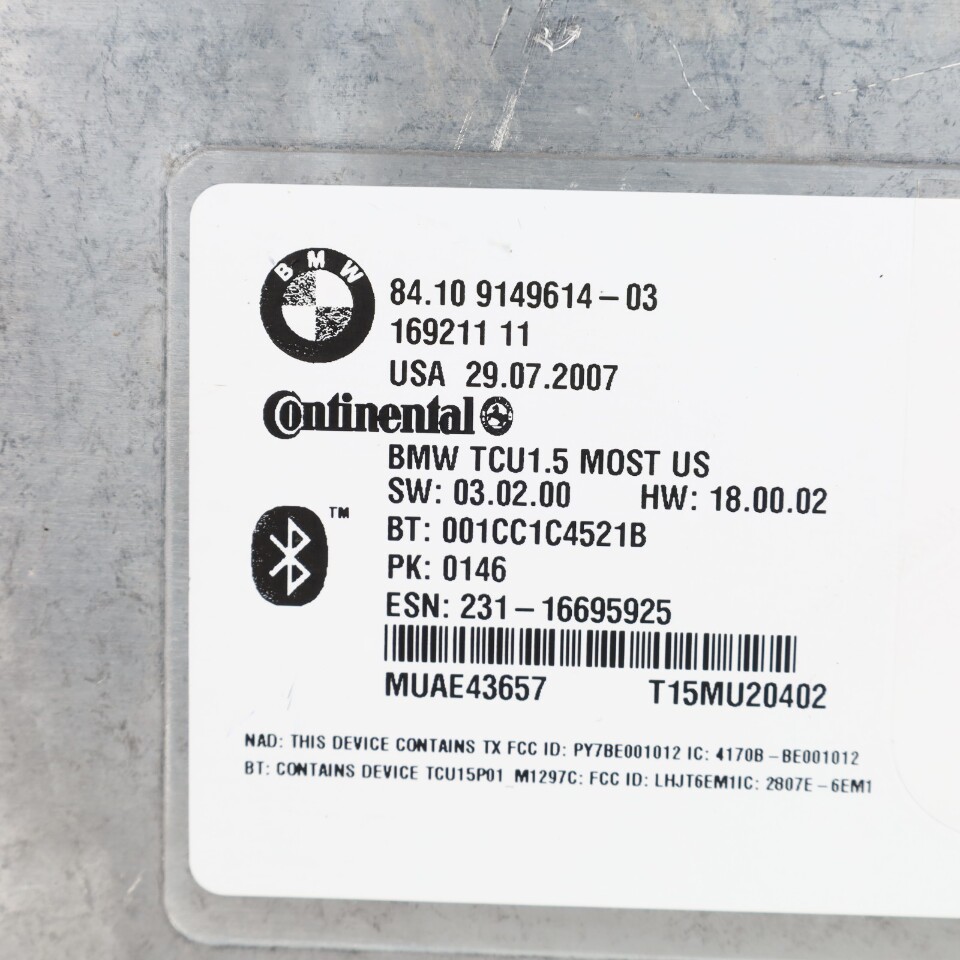 BMW
84.10 9149614-03
169211 11
USA 29.07.2007
Continental
BMW TCU1.5 MOST US
SW: 03.02.00 HW: 18.00.02
TM
BT: 001CC1C4521B
PK: 0146
ESN: 231-16695925
MUAE43657 T15MU20402
NAD: THIS DEVICE CONTAINS TX FCC ID: PY7BE001012 IC: 4170B-BE001012
BT: CONTAINS DEVICE TCU15P01 M1297C: FCC ID: LHJT6EM1IC: 2807E-6EM1